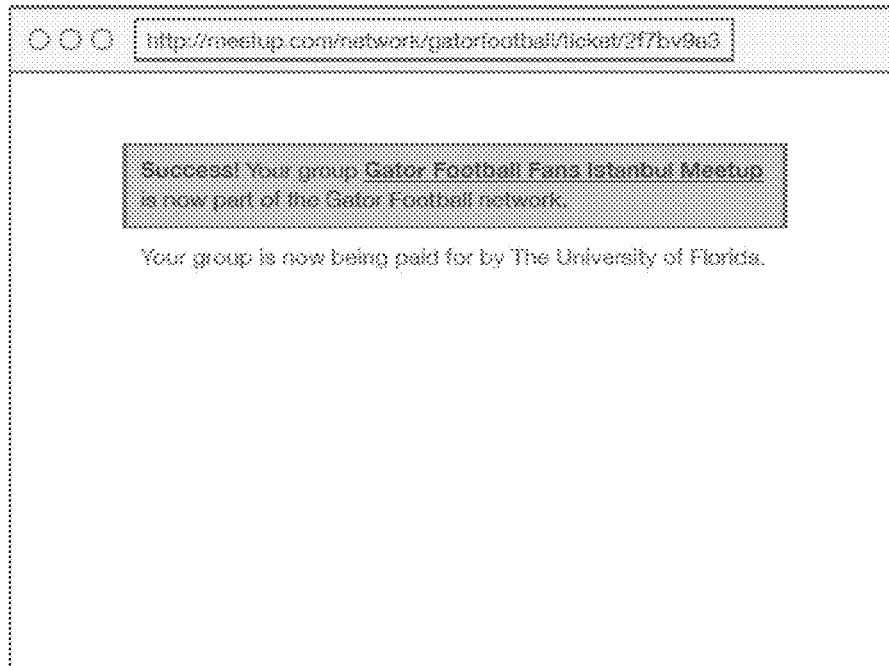 http://meetup.com/network/gatorfootball/ticket/2f7bv9a3
Success! Your group Gator Football Fans Istanbul Meetup
is now part of the Gator Football network.
Your group is now being paid for by The University of Florida.